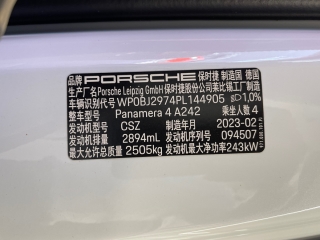 品牌 PORSCHE 保时捷 制造国 德国
生产厂名/Porsche Leipzig GmbH 保时捷股份公司莱比锡工厂制造
车辆识别代号 WP0BJ2974PL144905 ≥1,0%
整车型号 Panamera 4 A242 乘坐人数 4
发动机型号 CSZ 制造年月 2023-02
发动机排量 2894mL 发动机序列号 094507
最大允许总质量 2505kg 发动机最大净功率 243kW